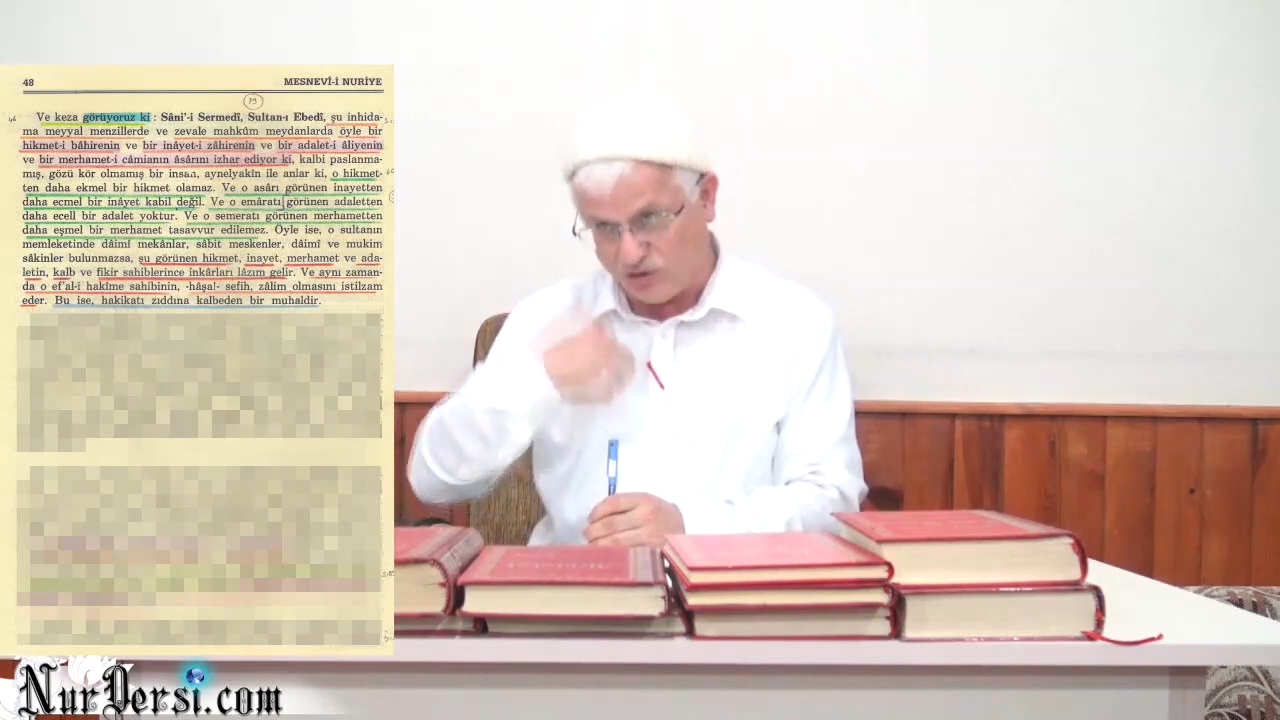 48 MESNEVÎ-İ NURİYE
Ve keza görüyoruz ki : Sâni'-i Sermedî, Sultan-ı Ebedî, şu inhida-
ma meyyal menzillerde ve zevale mahkûm meydanlarda öyle bir
hikmet-i bâhirenin ve bir inâyet-i zâhirenin ve bir adalet-i âliyenin
ve bir merhamet-i câmianın âsârını izhar ediyor ki, kalbi paslanma-
mış, gözü kör olmamış bir insan, aynelyakîn ile anlar ki, o hikmet-
ten daha ekmel bir hikmet olamaz. Ve o asârı görünen inayetten
daha ecmel bir inâyet kabil değil. Ve o emâratı görünen adaletten
daha ecell bir adalet yoktur. Ve o semeratı görünen merhametten
daha eşmel bir merhamet tasavvur edilemez. Öyle ise, o sultanın
memleketinde dâimî mekânlar, sâbit meskenler, dâimî ve mukim
sâkinler bulunmazsa, şu görünen hikmet, inayet, merhamet ve ada-
letin, kalb ve fikir sahiblerince inkârları lâzım gelir. Ve aynı zaman-
da o ef'al-i hakîme sahibinin, -hâşa!- sefih, zâlim olmasını istilzam
eder. Bu ise, hakikatı zıddına kalbeden bir muhaldir.
NurDersi.com